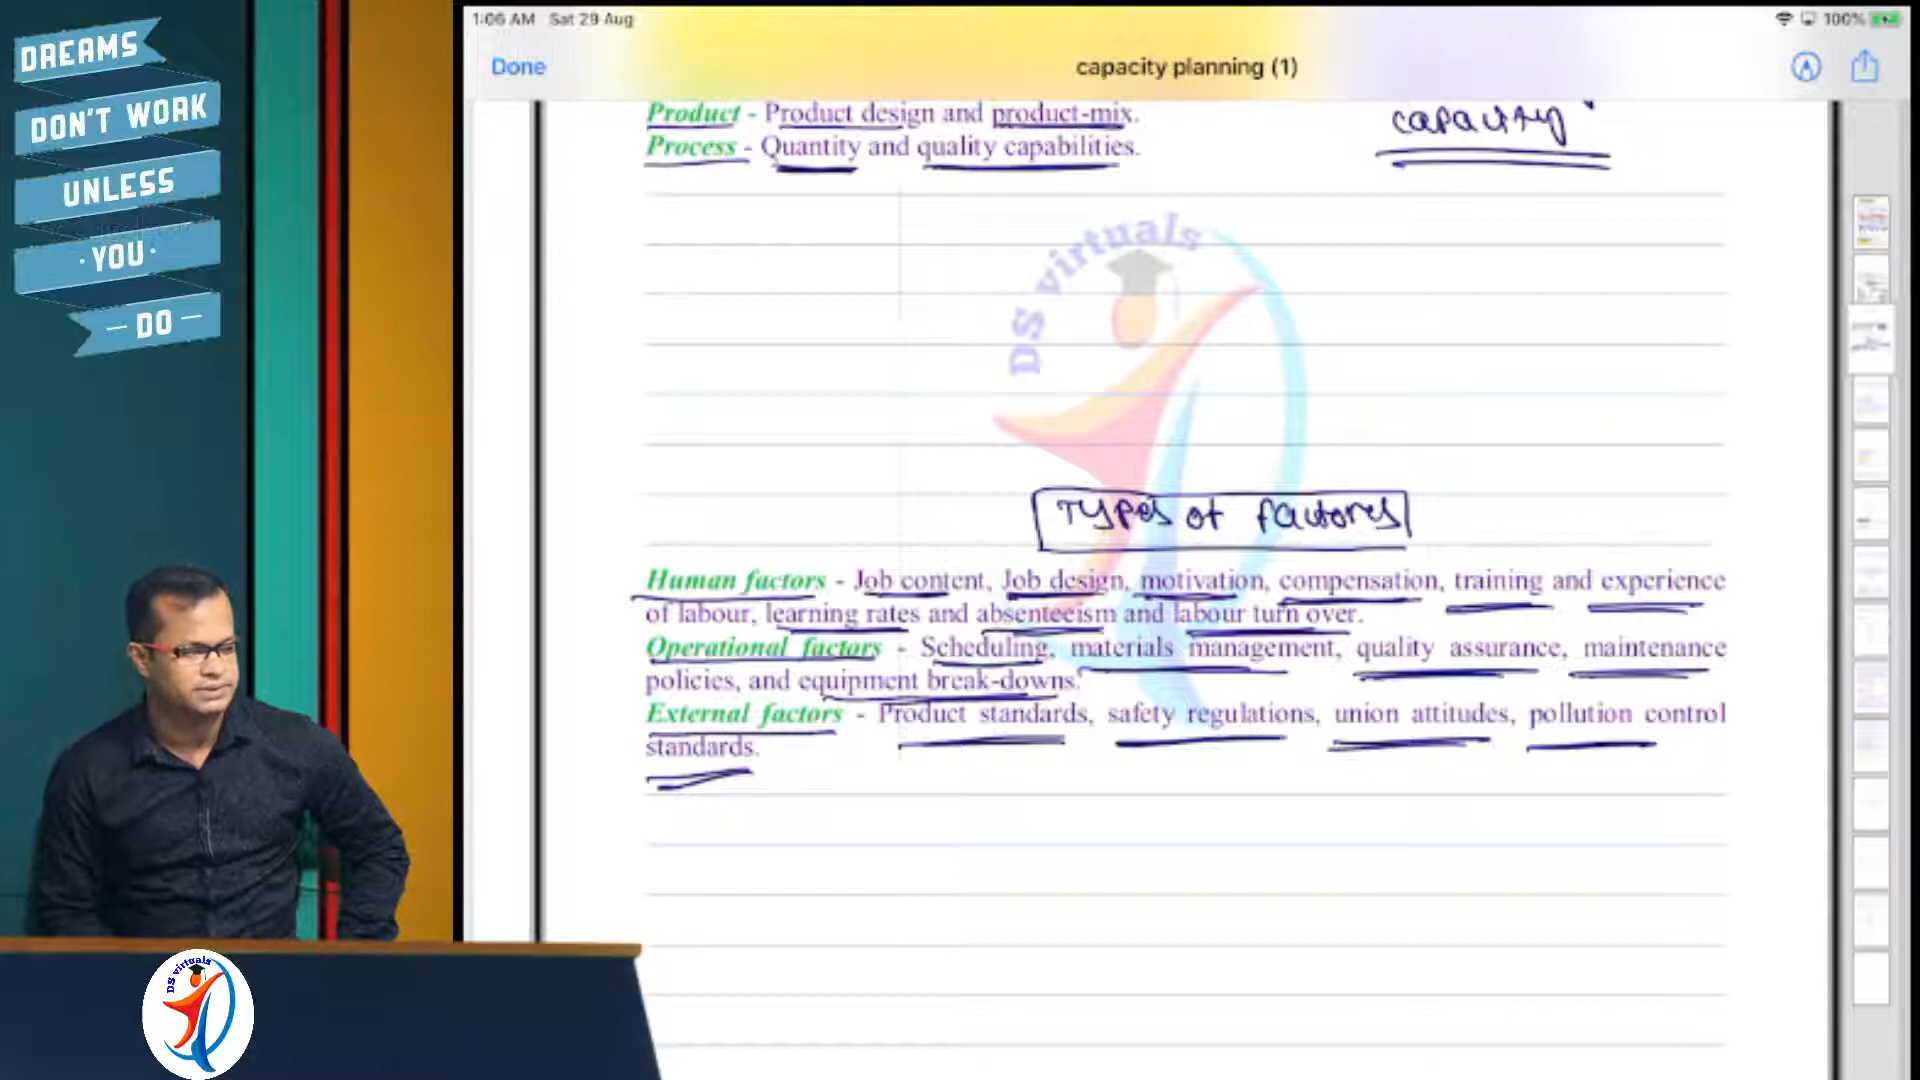 DREAMS
DON'T WORK
UNLESS
· YOU ·
— DO —
1:06 AM Sat 29 Aug
100%
Done
capacity planning (1)
Product - Product design and product-mix.
capacity
Process - Quantity and quality capabilities.
DS virtuals
Types of factores
Human factors - Job content, Job design, motivation, compensation, training and experience
of labour, learning rates and absenteeism and labour turn over.
Operational factors - Scheduling, materials management, quality assurance, maintenance
policies, and equipment break-downs.
External factors - Product standards, safety regulations, union attitudes, pollution control
standards.
DS virtuals